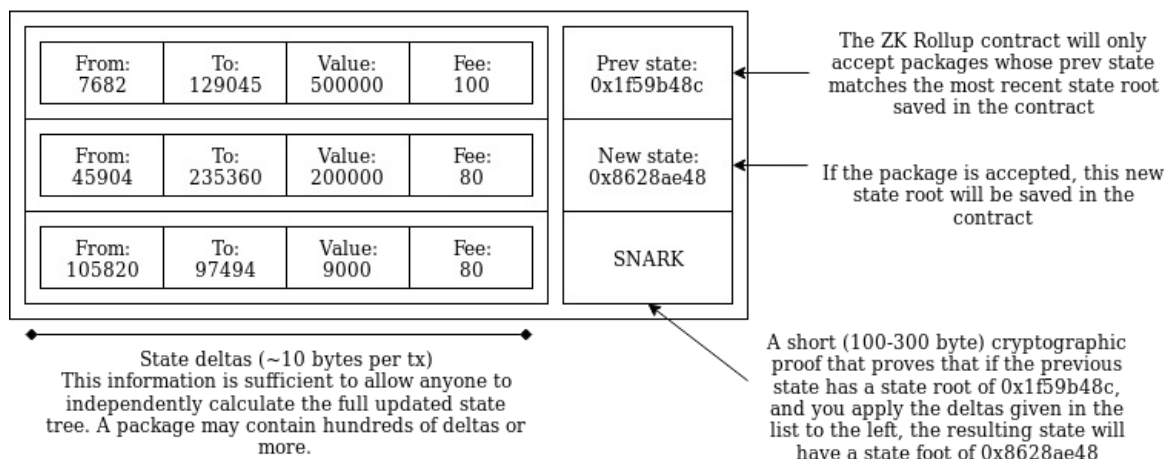 From:
7682
To:
129045
Value:
500000
Fee:
100
From:
45904
To:
235360
Value:
200000
Fee:
80
From:
105820
To:
97494
Value:
9000
Fee:
80
Prev state:
0x1f59b48c
New state:
0x8628ae48
SNARK
The ZK Rollup contract will only
accept packages whose prev state
matches the most recent state root
saved in the contract
If the package is accepted, this new
state root will be saved in the
contract
State deltas (~10 bytes per tx)
This information is sufficient to allow anyone to
independently calculate the full updated state
tree. A package may contain hundreds of deltas or
more.
A short (100-300 byte) cryptographic
proof that proves that if the previous
state has a state root of 0x1f59b48c,
and you apply the deltas given in the
list to the left, the resulting state will
have a state foot of 0x8628ae48